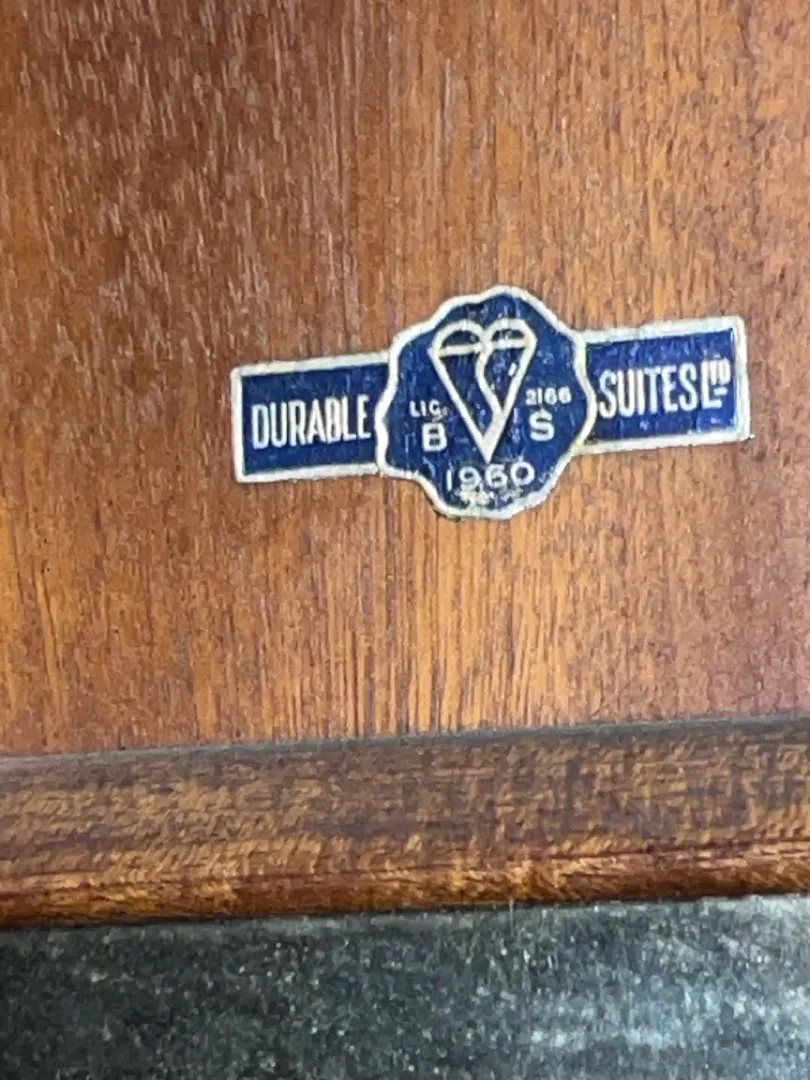 DURABLE
LIC. 2166
B S
1960
SUITES LTD